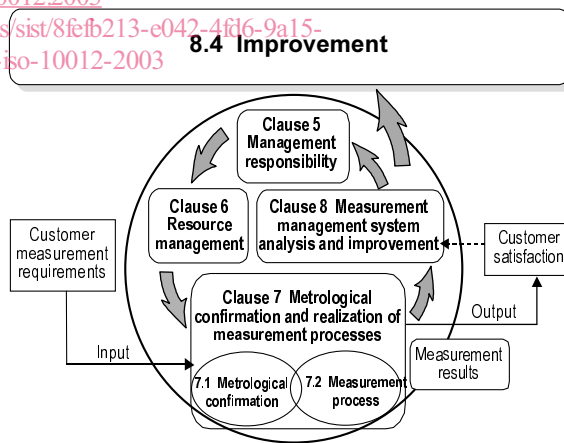 10012:2003
s/sist/8fefb213-e042-4fd6-9a15-
-iso-10012-2003
8.4 Improvement
Clause 5
Management
responsibility
Clause 6
Resource
management
Clause 8 Measurement
management system
analysis and improvement
Customer
measurement
requirements
Customer
satisfaction
Clause 7 Metrological
confirmation and realization of
measurement processes
Input
Output
7.1 Metrological
confirmation
7.2 Measurement
process
Measurement
results